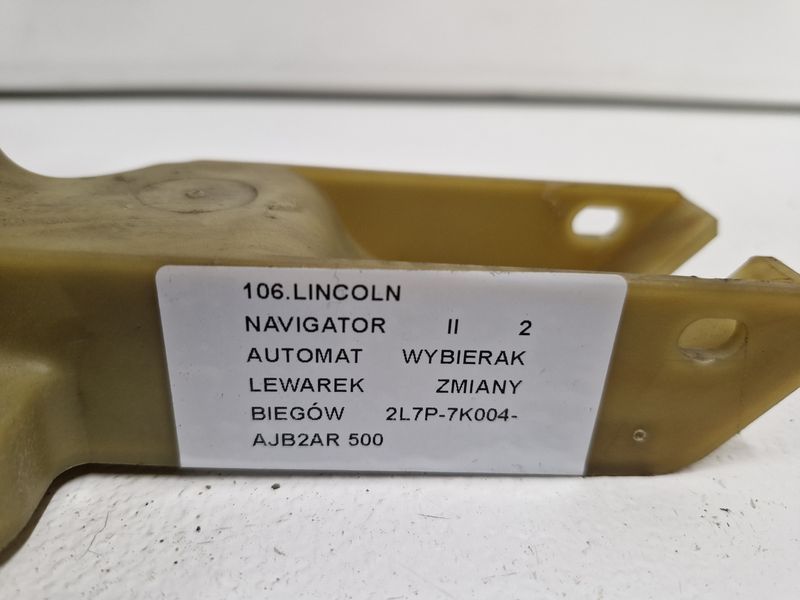 106.LINCOLN
NAVIGATOR II 2
AUTOMAT WYBIERAK
LEWAREK ZMIANY
BIEGÓW 2L7P-7K004-
AJB2AR 500